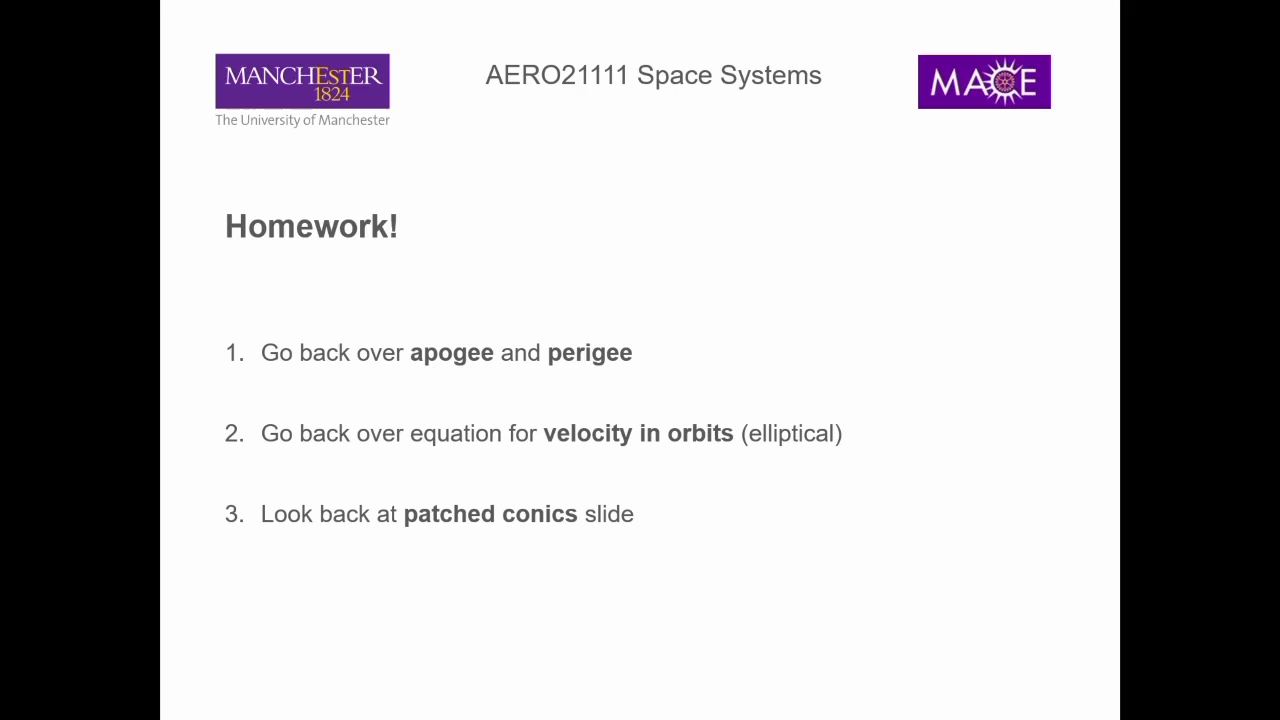 MANCHESTER
1824
The University of Manchester
AERO21111 Space Systems
MACE
Homework!
1. Go back over apogee and perigee
2. Go back over equation for velocity in orbits (elliptical)
3. Look back at patched conics slide